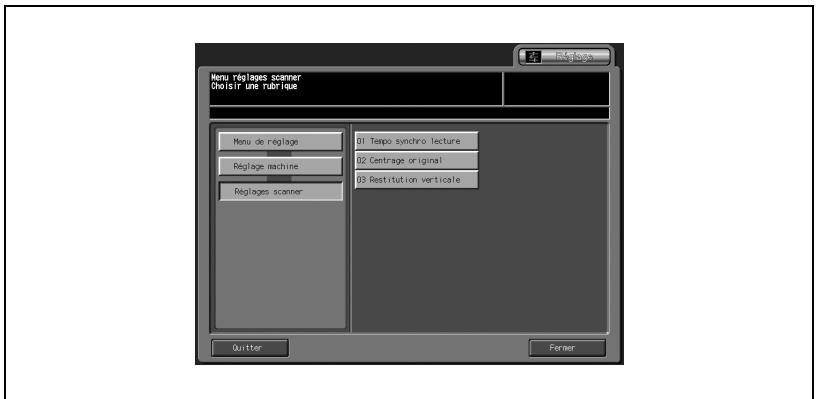 Réglage
Menu réglages scanner
Choisir une rubrique
Menu de réglage
Réglage machine
Réglages scanner
01 Tempo synchro lecture
02 Centrage original
03 Restitution verticale
Quitter
Fermer